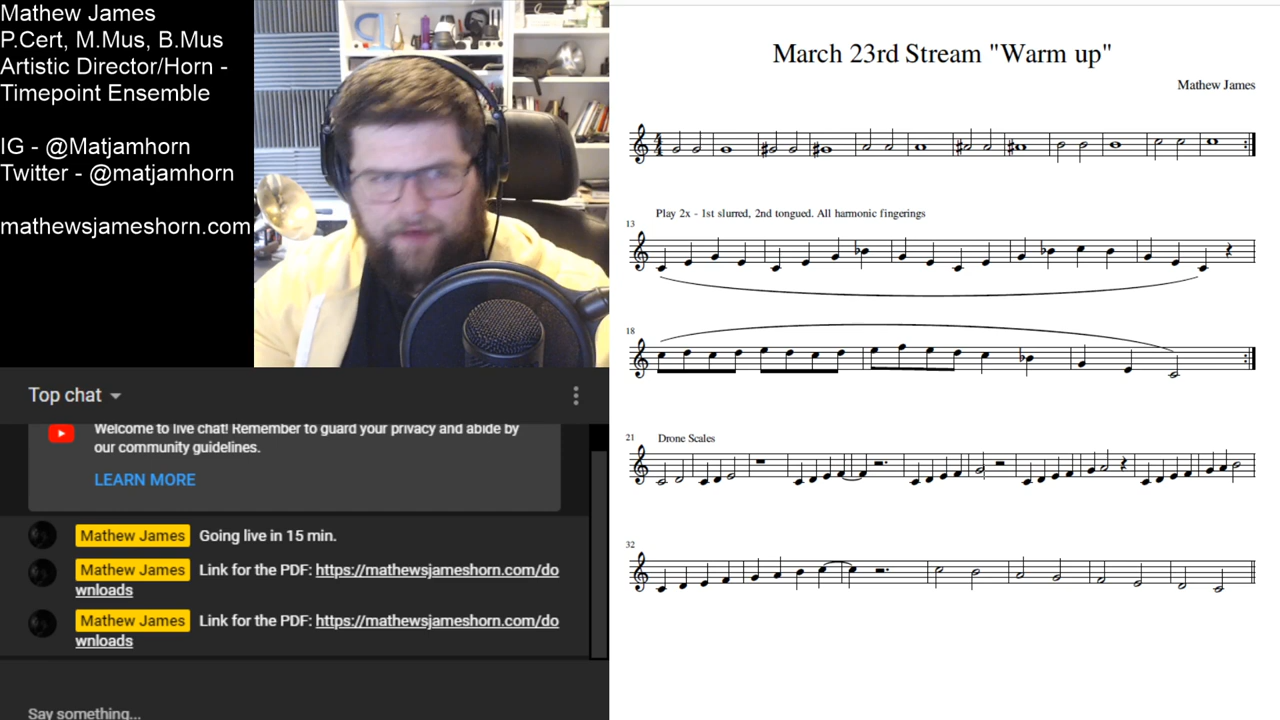 Mathew James
P.Cert, M.Mus, B.Mus
Artistic Director/Horn -
Timepoint Ensemble
IG - @Matjamhorn
Twitter - @matjamhorn
mathewsjameshorn.com
Top chat
Welcome to live chat! Remember to guard your privacy and abide by
our community guidelines.
LEARN MORE
Mathew James Going live in 15 min.
Mathew James Link for the PDF: https://mathewsjameshorn.com/do
wnloads
Mathew James Link for the PDF: https://mathewsjameshorn.com/do
wnloads
Say something...
March 23rd Stream "Warm up"
Mathew James
Play 2x - 1st slurred, 2nd tongued. All harmonic fingerings
13
18
21 Drone Scales
32